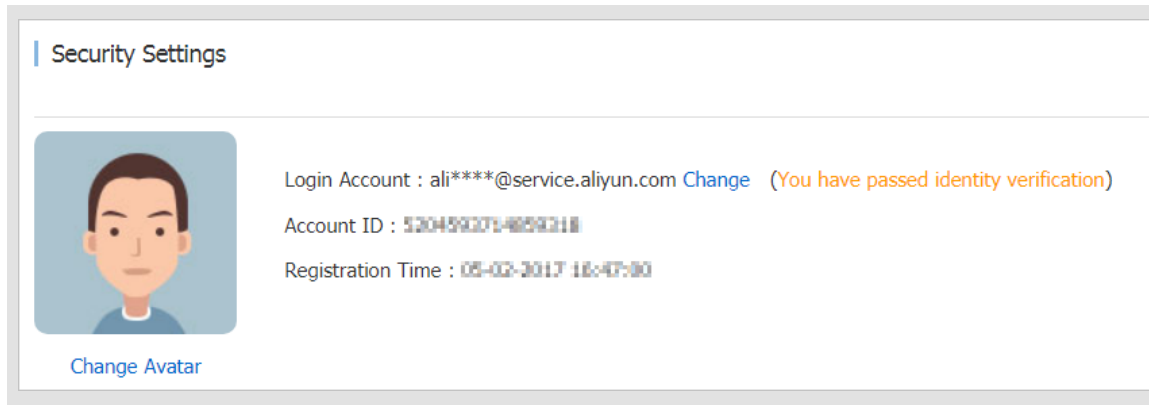 Security Settings
Login Account : ali****@service.aliyun.com Change (You have passed identity verification)
Account ID :
Registration Time :
Change Avatar